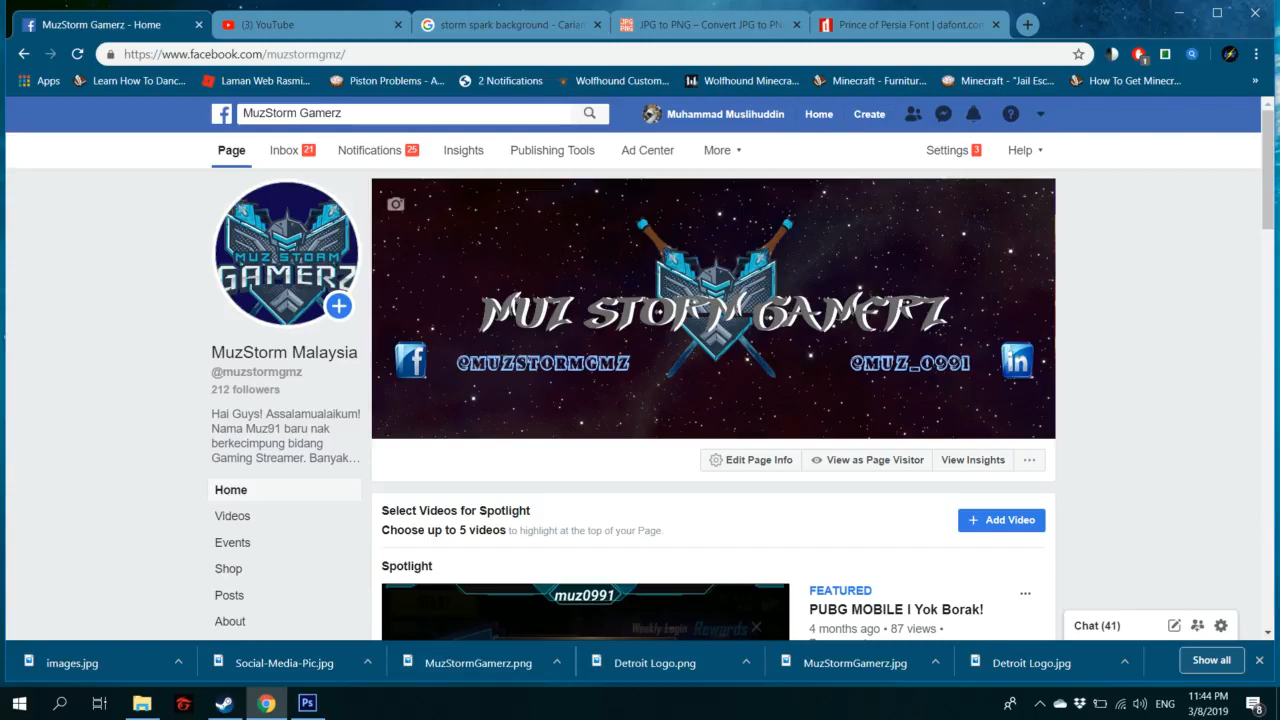 MuzStorm Gamerz - Home
(3) YouTube
storm spark background - Carian
JPG to PNG – Convert JPG to PN
Prince of Persia Font | dafont.com
https://www.facebook.com/muzstormgmz/
1
Apps
Learn How To Danc...
Laman Web Rasmi...
Piston Problems - A...
2 Notifications
Wolfhound Custom...
Wolfhound Minecra...
Minecraft - Furnitur...
Minecraft - "Jail Esc...
How To Get Minecr...
»
MuzStorm Gamerz
Muhammad Muslihuddin
Home
Create
Page
Inbox 21
Notifications 25
Insights
Publishing Tools
Ad Center
More
Settings 3
Help
MUZ STORM
GAMERZ
MUZ STORM GAMERZ
@MUZSTORMGMZ
@MUZ_0991
in
MuzStorm Malaysia
@muzstormgmz
212 followers
Hai Guys! Assalamualaikum!
Nama Muz91 baru nak
berkecimpung bidang
Gaming Streamer. Banyak…
Edit Page Info
View as Page Visitor
View Insights
Home
Videos
Events
Shop
Posts
About
Select Videos for Spotlight
Choose up to 5 videos to highlight at the top of your Page
+ Add Video
Spotlight
muz0991
Weekly Login Rewards
FEATURED
PUBG MOBILE I Yok Borak!
4 months ago • 87 views •
Chat (41)
images.jpg
Social-Media-Pic.jpg
MuzStormGamerz.png
Detroit Logo.png
MuzStormGamerz.jpg
Detroit Logo.jpg
Show all
Ps
ENG
11:44 PM
3/8/2019
8